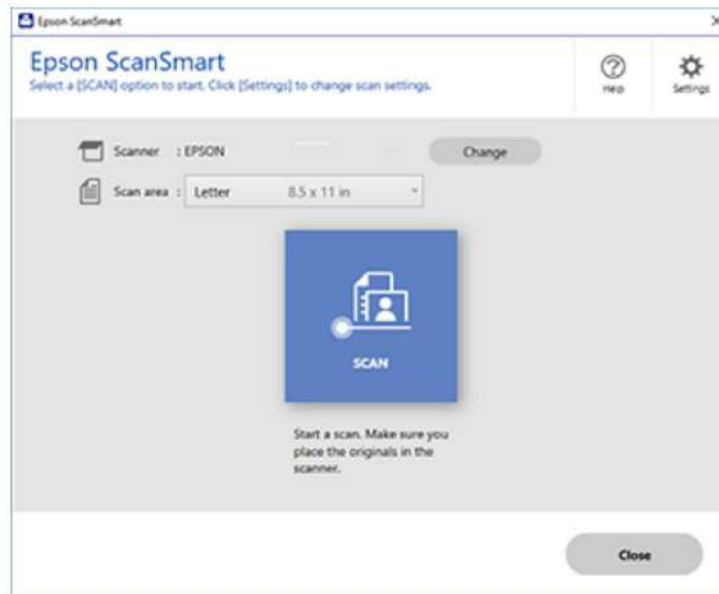 Epson ScanSmart
Epson ScanSmart
Select a [SCAN] option to start. Click [Settings] to change scan settings.
Help
Settings
Scanner : EPSON
Change
Scan area : Letter 8.5 x 11 in
SCAN
Start a scan. Make sure you
place the originals in the
scanner.
Close